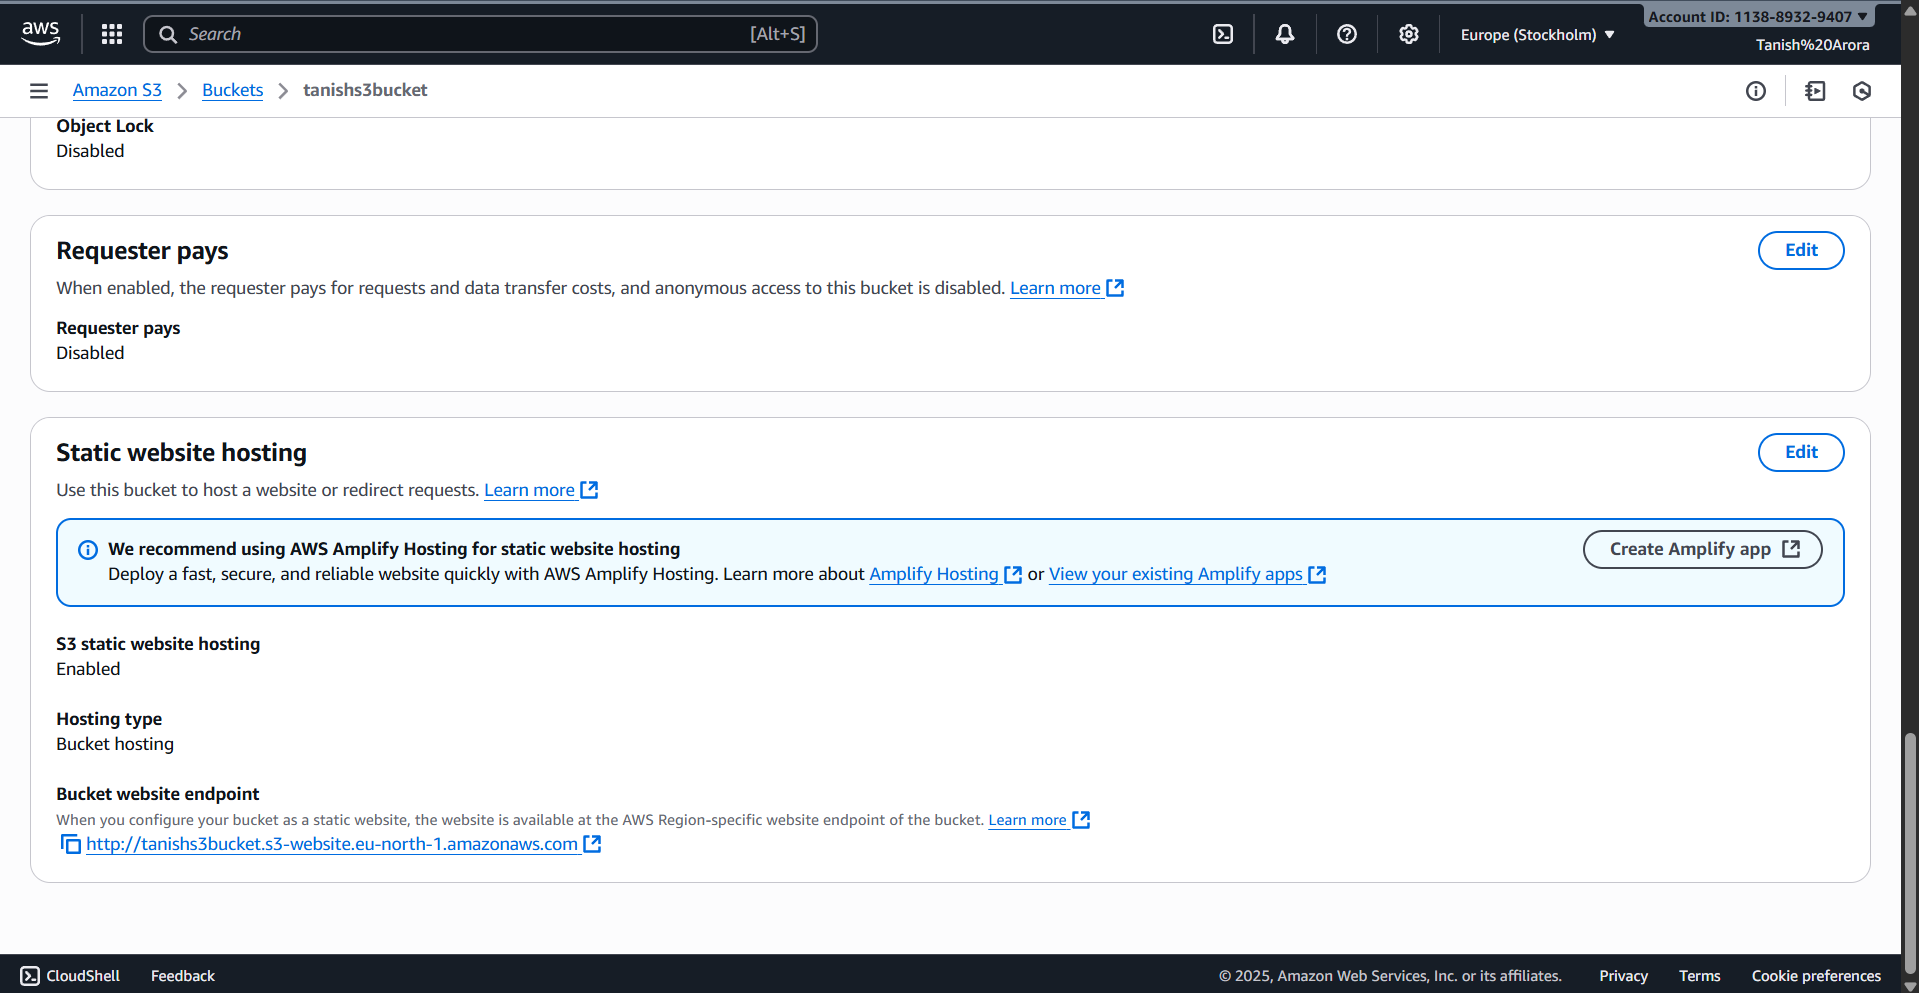 aws
Search
[Alt+S]
Europe (Stockholm)
Account ID: 1138-8932-9407
Tanish%20Arora
Amazon S3
Buckets
tanishs3bucket
Object Lock
Disabled
Requester pays
Edit
When enabled, the requester pays for requests and data transfer costs, and anonymous access to this bucket is disabled. Learn more
Requester pays
Disabled
Static website hosting
Edit
Use this bucket to host a website or redirect requests. Learn more
We recommend using AWS Amplify Hosting for static website hosting
Create Amplify app
Deploy a fast, secure, and reliable website quickly with AWS Amplify Hosting. Learn more about Amplify Hosting or View your existing Amplify apps
S3 static website hosting
Enabled
Hosting type
Bucket hosting
Bucket website endpoint
When you configure your bucket as a static website, the website is available at the AWS Region-specific website endpoint of the bucket. Learn more
http://tanishs3bucket.s3-website.eu-north-1.amazonaws.com
CloudShell
Feedback
© 2025, Amazon Web Services, Inc. or its affiliates.
Privacy
Terms
Cookie preferences